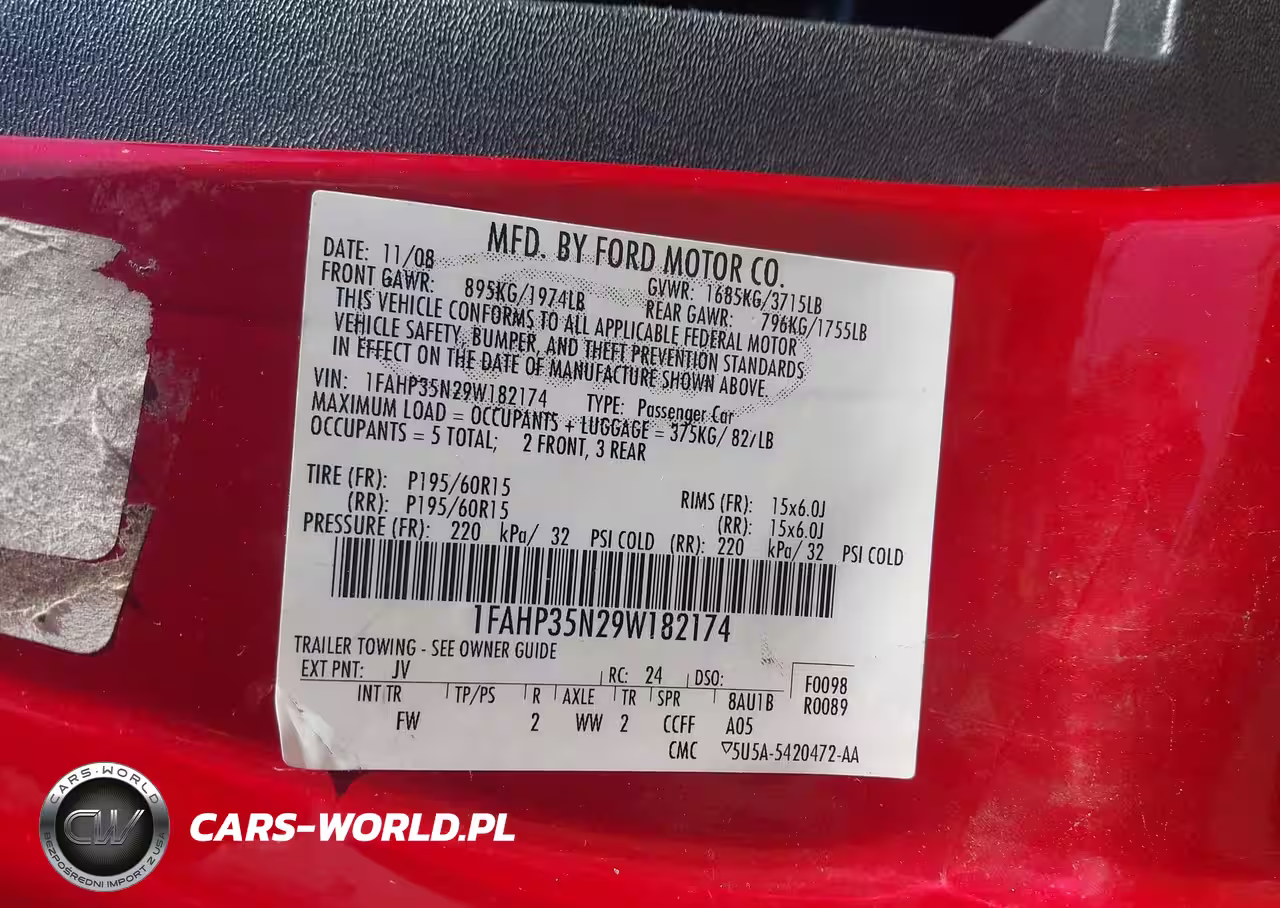 MFD. BY FORD MOTOR CO.
DATE: 11/08 GVWR: 1685KG/3715LB
FRONT GAWR: 895KG/1974LB REAR GAWR: 796KG/1755LB
THIS VEHICLE CONFORMS TO ALL APPLICABLE FEDERAL MOTOR
VEHICLE SAFETY, BUMPER, AND THEFT PREVENTION STANDARDS
IN EFFECT ON THE DATE OF MANUFACTURE SHOWN ABOVE.
VIN: 1FAHP35N29W182174 TYPE: Passenger Car
MAXIMUM LOAD = OCCUPANTS + LUGGAGE = 375KG/ 827LB
OCCUPANTS = 5 TOTAL; 2 FRONT, 3 REAR
TIRE (FR): P195/60R15 RIMS (FR): 15x6.0J
(RR): P195/60R15 (RR): 15x6.0J
PRESSURE (FR): 220 kPa/ 32 PSI COLD (RR): 220 kPa/ 32 PSI COLD
1FAHP35N29W182174
TRAILER TOWING - SEE OWNER GUIDE
EXT PNT: JV RC: 24 DSO: F0098
INT TR TP/PS R AXLE TR SPR 8AU1B R0089
FW 2 WW 2 CCFF A05
CMC ▽5U5A-5420472-AA
CARS-WORLD
CW
BEZPOŚREDNI IMPORT Z USA
CARS-WORLD.PL